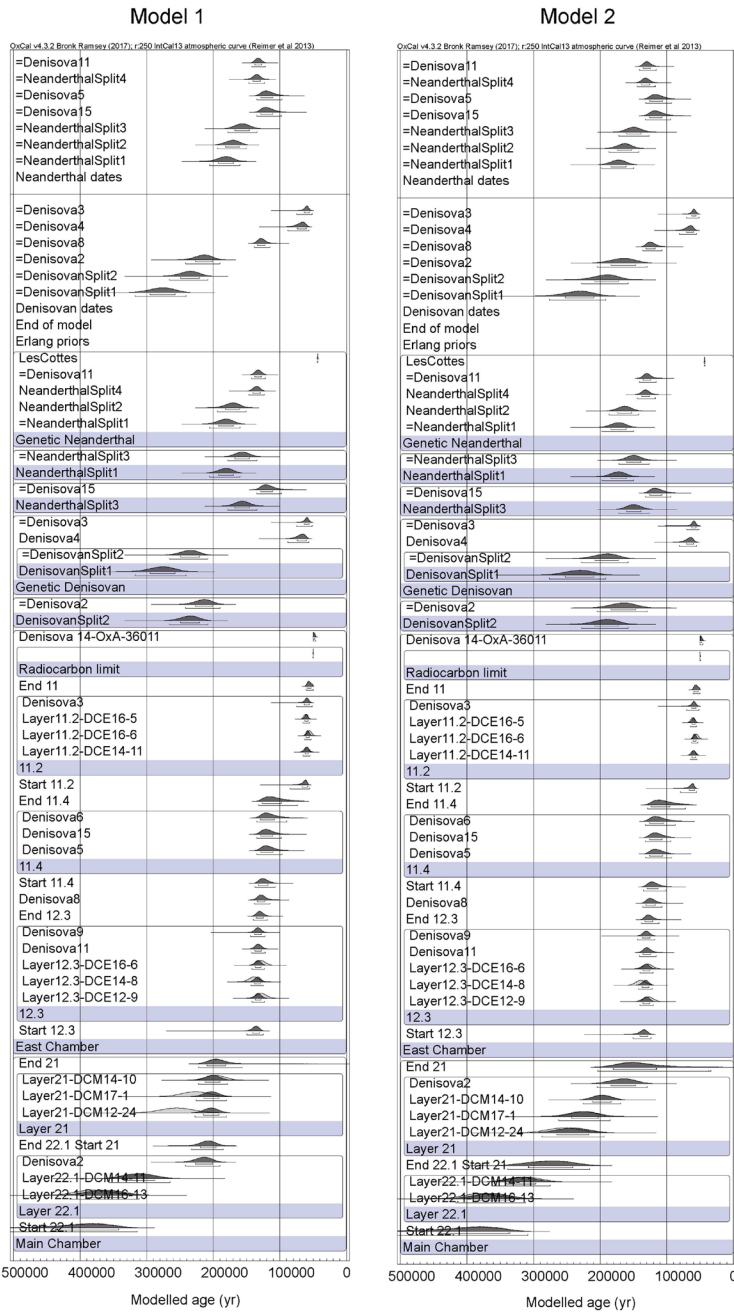 Model 1
OxCal v4.3.2 Bronk Ramsey (2017); r:250 IntCal13 atmospheric curve (Reimer et al 2013)
=Denisova11
=NeanderthalSplit4
=Denisova5
=Denisova15
=NeanderthalSplit3
=NeanderthalSplit2
=NeanderthalSplit1
Neanderthal dates
=Denisova3
=Denisova4
=Denisova8
=Denisova2
=DenisovanSplit2
=DenisovanSplit1
Denisovan dates
End of model
Erlang priors
LesCottes
=Denisova11
NeanderthalSplit4
NeanderthalSplit2
=NeanderthalSplit1
Genetic Neanderthal
=NeanderthalSplit3
NeanderthalSplit1
=Denisova15
NeanderthalSplit3
=Denisova3
Denisova4
=DenisovanSplit2
DenisovanSplit1
Genetic Denisovan
=Denisova2
DenisovanSplit2
Denisova 14-OxA-36011
Radiocarbon limit
End 11
Denisova3
Layer11.2-DCE16-5
Layer11.2-DCE16-6
Layer11.2-DCE14-11
11.2
Start 11.2
End 11.4
Denisova6
Denisova15
Denisova5
11.4
Start 11.4
Denisova8
End 12.3
Denisova9
Denisova11
Layer12.3-DCE16-6
Layer12.3-DCE14-8
Layer12.3-DCE12-9
12.3
Start 12.3
East Chamber
End 21
Layer21-DCM14-10
Layer21-DCM17-1
Layer21-DCM12-24
Layer 21
End 22.1 Start 21
Denisova2
Layer22.1-DCM14-11
Layer22.1-DCM16-13
Layer 22.1
Start 22.1
Main Chamber
500000 400000 300000 200000 100000 0
Modelled age (yr)
Model 2
OxCal v4.3.2 Bronk Ramsey (2017); r:250 IntCal13 atmospheric curve (Reimer et al 2013)
=Denisova11
=NeanderthalSplit4
=Denisova5
=Denisova15
=NeanderthalSplit3
=NeanderthalSplit2
=NeanderthalSplit1
Neanderthal dates
=Denisova3
=Denisova4
=Denisova8
=Denisova2
=DenisovanSplit2
=DenisovanSplit1
Denisovan dates
End of model
Erlang priors
LesCottes
=Denisova11
NeanderthalSplit4
NeanderthalSplit2
=NeanderthalSplit1
Genetic Neanderthal
=NeanderthalSplit3
NeanderthalSplit1
=Denisova15
NeanderthalSplit3
=Denisova3
Denisova4
=DenisovanSplit2
DenisovanSplit1
Genetic Denisovan
=Denisova2
DenisovanSplit2
Denisova 14-OxA-36011
Radiocarbon limit
End 11
Denisova3
Layer11.2-DCE16-5
Layer11.2-DCE16-6
Layer11.2-DCE14-11
11.2
Start 11.2
End 11.4
Denisova6
Denisova15
Denisova5
11.4
Start 11.4
Denisova8
End 12.3
Denisova9
Denisova11
Layer12.3-DCE16-6
Layer12.3-DCE14-8
Layer12.3-DCE12-9
12.3
Start 12.3
East Chamber
End 21
Denisova2
Layer21-DCM14-10
Layer21-DCM17-1
Layer21-DCM12-24
Layer 21
End 22.1 Start 21
Layer22.1-DCM14-11
Layer22.1-DCM16-13
Layer 22.1
Start 22.1
Main Chamber
500000 400000 300000 200000 100000 0
Modelled age (yr)